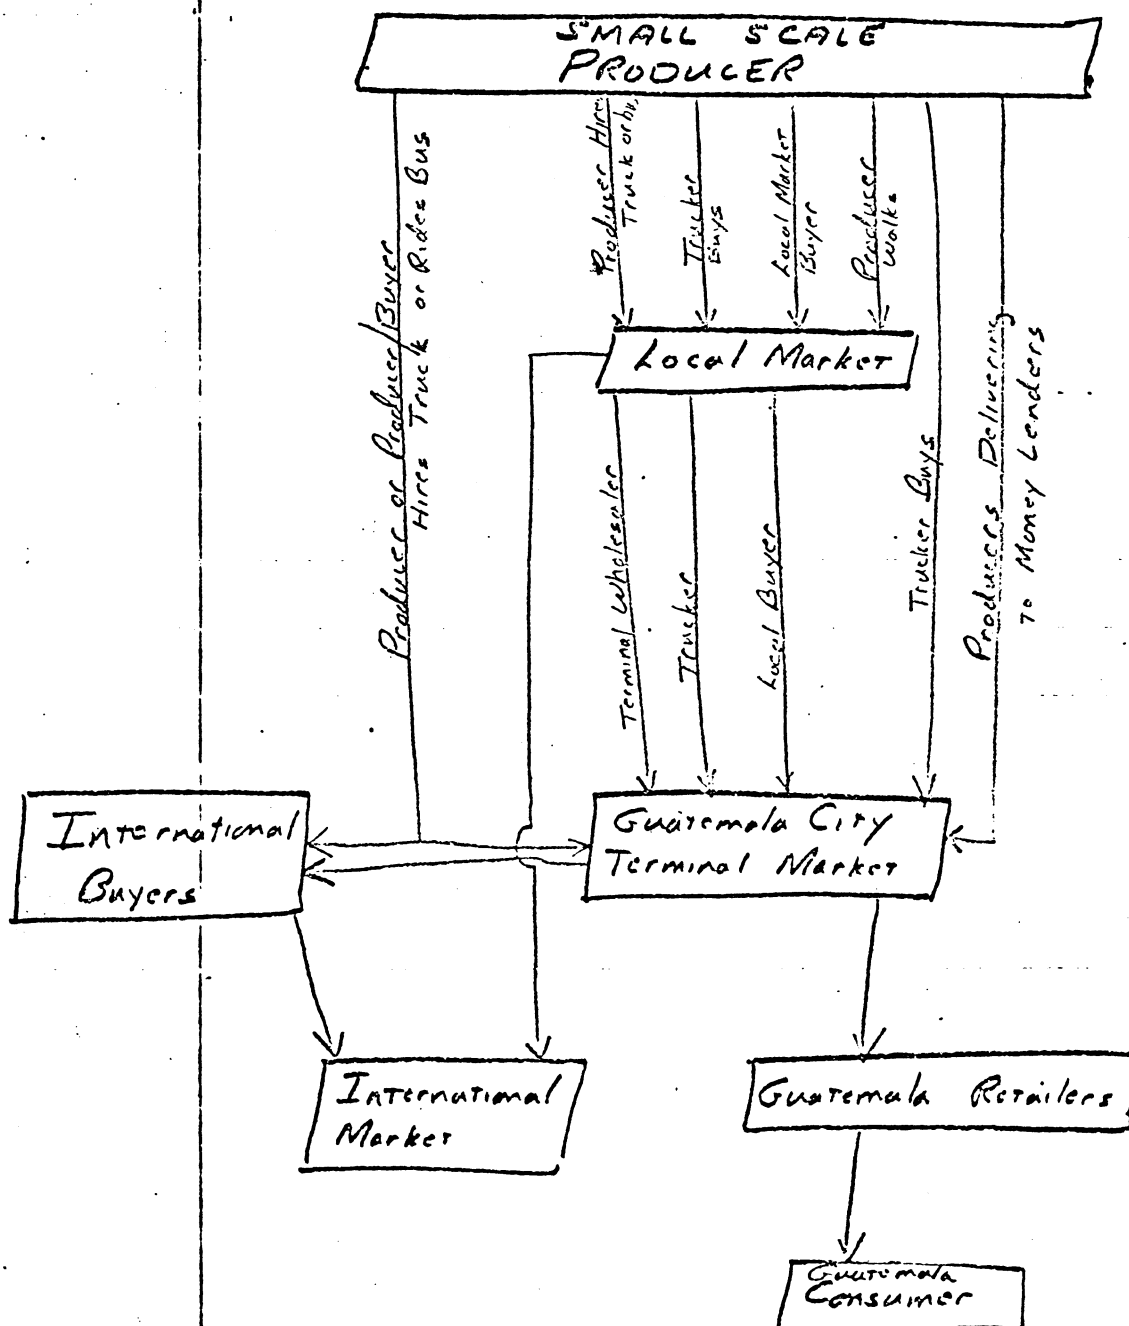 SMALL SCALE
PRODUCER
Producer or Producer/Buyer
Hires Truck or Rides Bus
Producer Hires
Truck or
Trucker
Buys
Local Market
Buyer
Producer
Walks
Trucker Buys
Producers Delivering
To Money Lenders
Local Market
Terminal Wholesaler
Trucker
Local Buyer
International
Buyers
Guatemala City
Terminal Market
International
Market
Guatemala Retailers
Guatemala
Consumer